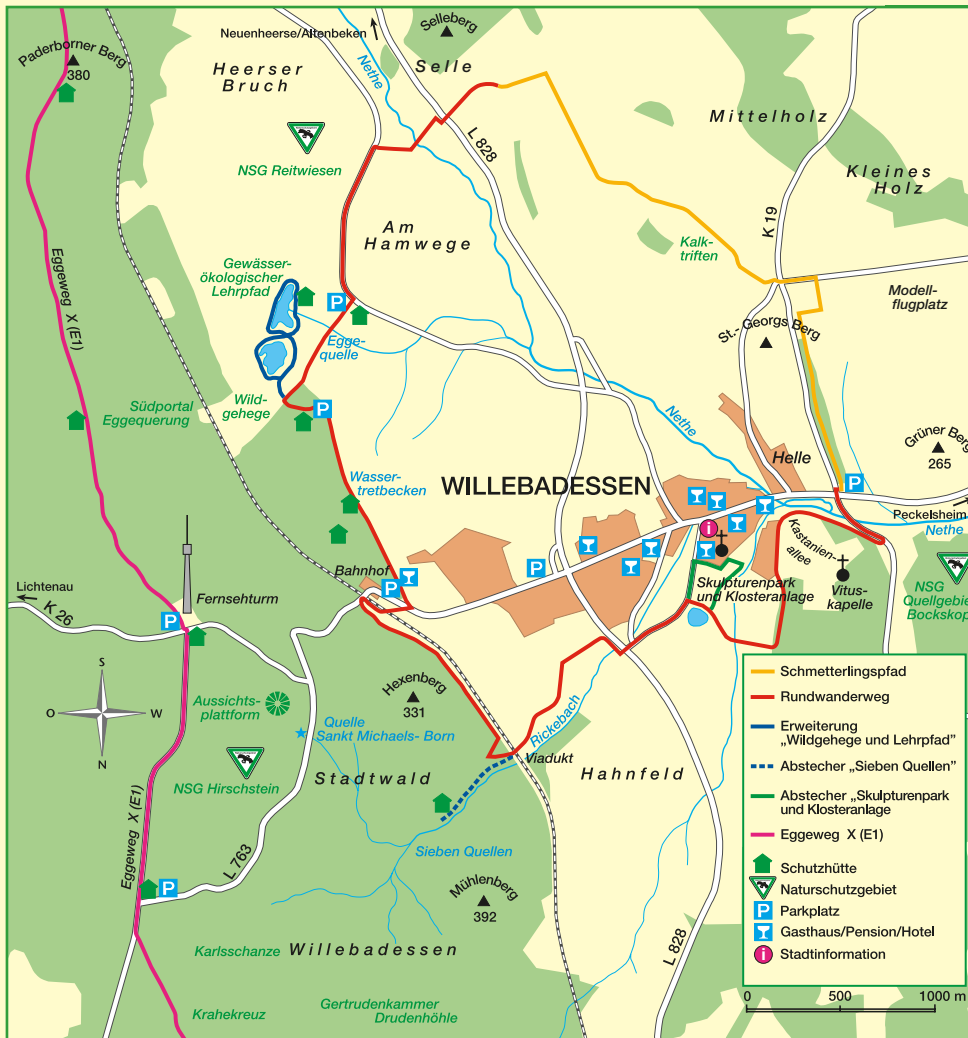 Neuenheerse/Altenbeken
Selleberg
Paderborner Berg
380
Heerser
Bruch
Selle
Nethe
Mittelholz
L 828
NSG Reitwiesen
Kleines
Holz
K 19
Am
Hamwege
Kalk-
triften
Eggeweg X (E1)
Gewässer-
ökologischer
Lehrpfad
P
Modell-
flugplatz
St.- Georgs Berg
Egge-
quelle
Südportal
Eggequerung
Wild-
gehege
P
Nethe
Grüner Berg
265
Helle
Wasser-
tretbecken
WILLEBADESSEN
P
Peckelsheim
Nethe
i
Kastanien-
allee
Bahnhof
P
P
Skulpturenpark
und Klosteranlage
Vitus-
kapelle
NSG
Quellgebie
Bockskop
Lichtenau
K 26
Fernsehturm
P
S
O
W
N
Hexenberg
331
Aussichts-
plattform
Quelle
Sankt Michaels- Born
Rickebach
Viadukt
Stadtwald
Hahnfeld
NSG Hirschstein
Eggeweg X (E1)
L 763
Sieben Quellen
P
Mühlenberg
392
L 828
Karlsschanze
Willebadessen
Krahekreuz
Gertrudenkammer
Drudenhöhle
Schmetterlingspfad
Rundwanderweg
Erweiterung
„Wildgehege und Lehrpfad”
Abstecher „Sieben Quellen”
Abstecher „Skulpturenpark
und Klosteranlage
Eggeweg X (E1)
Schutzhütte
Naturschutzgebiet
P Parkplatz
Gasthaus/Pension/Hotel
i Stadtinformation
0 500 1000 m